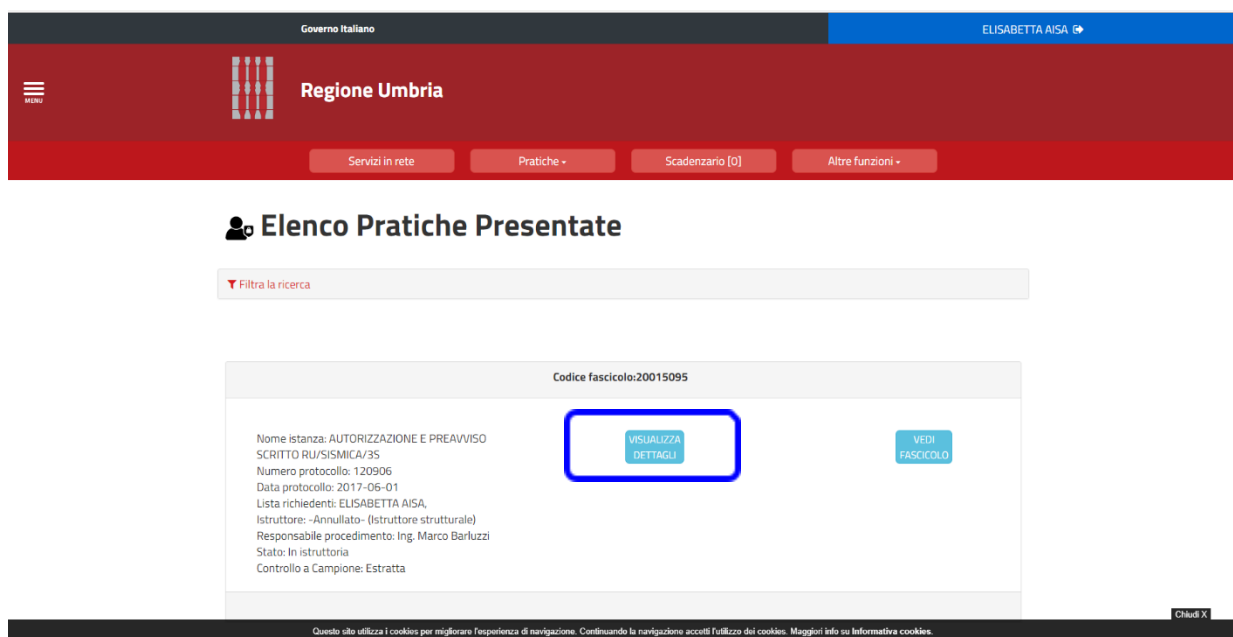 Governo Italiano
ELISABETTA AISA
MENU
Regione Umbria
Servizi in rete
Pratiche
Scadenzario [0]
Altre funzioni
Elenco Pratiche Presentate
Filtra la ricerca
Codice fascicolo:20015095
Nome istanza: AUTORIZZAZIONE E PREAVVISO
SCRITTO RU/SISMICA/3S
Numero protocollo: 120906
Data protocollo: 2017-06-01
Lista richiedenti: ELISABETTA AISA,
Istruttore: -Annullato- (Istruttore strutturale)
Responsabile procedimento: Ing. Marco Barluzzi
Stato: In istruttoria
Controllo a Campione: Estratta
VISUALIZZA
DETTAGLI
VEDI
FASCICOLO
Chiudi X
Questo sito utilizza i cookies per migliorare l'esperienza di navigazione. Continuando la navigazione accetti l'utilizzo dei cookies. Maggiori info su Informativa cookies.